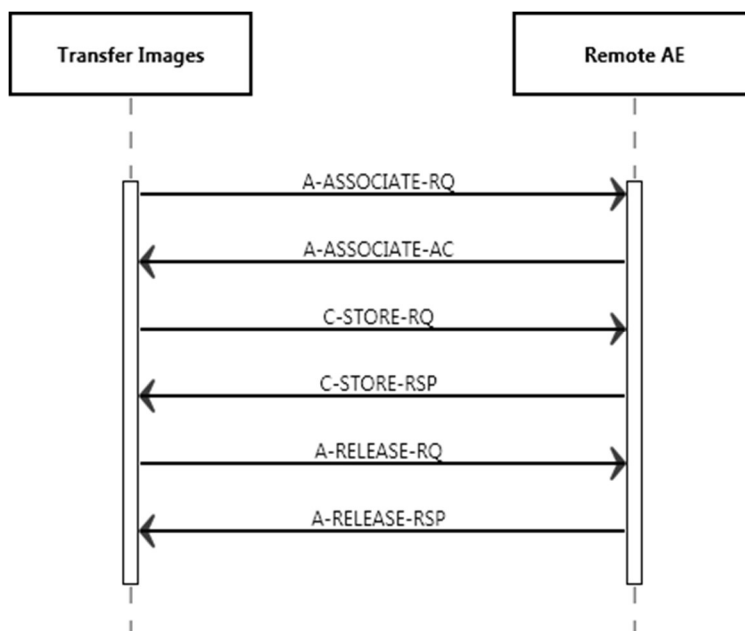 Transfer Images
Remote AE
A-ASSOCIATE-RQ
A-ASSOCIATE-AC
C-STORE-RQ
C-STORE-RSP
A-RELEASE-RQ
A-RELEASE-RSP